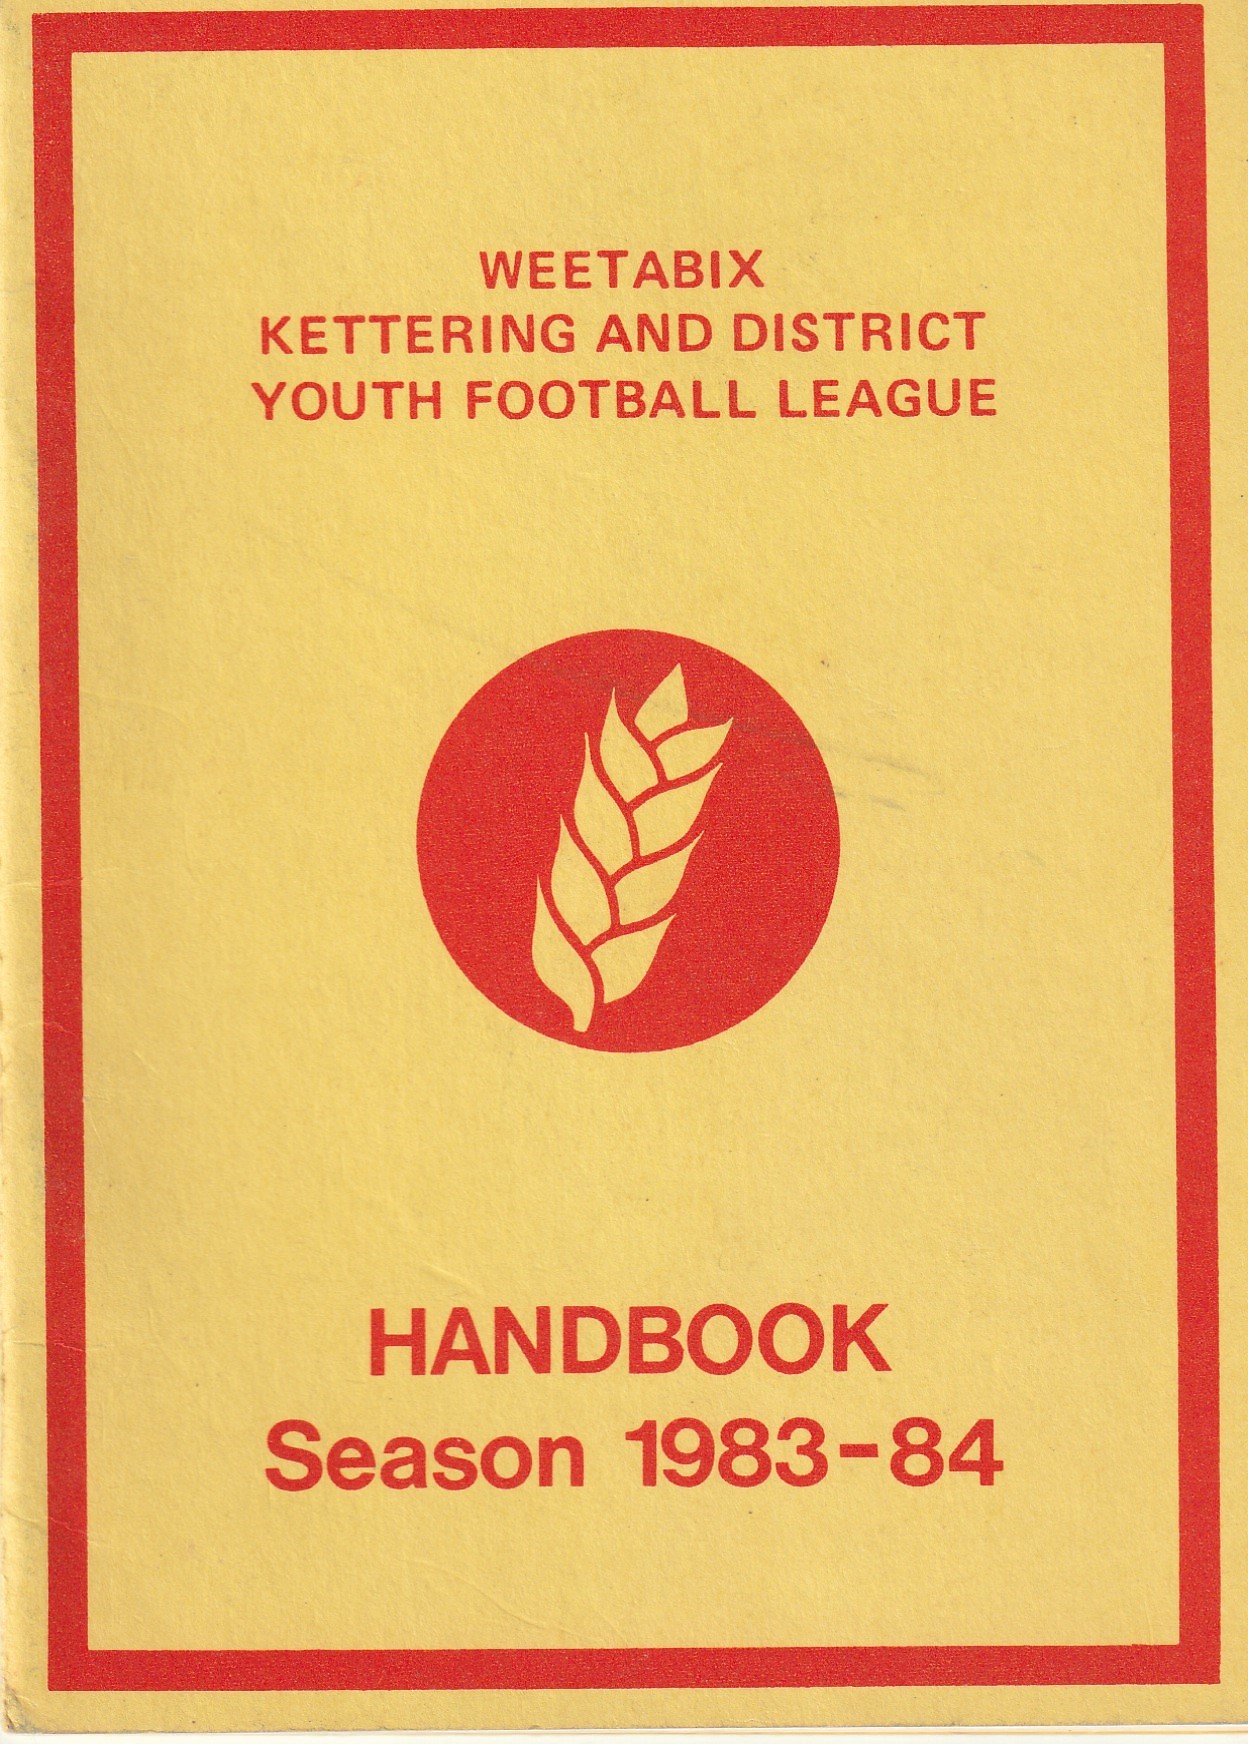 WEETABIX
KETTERING AND DISTRICT
YOUTH FOOTBALL LEAGUE
HANDBOOK
Season 1983-84